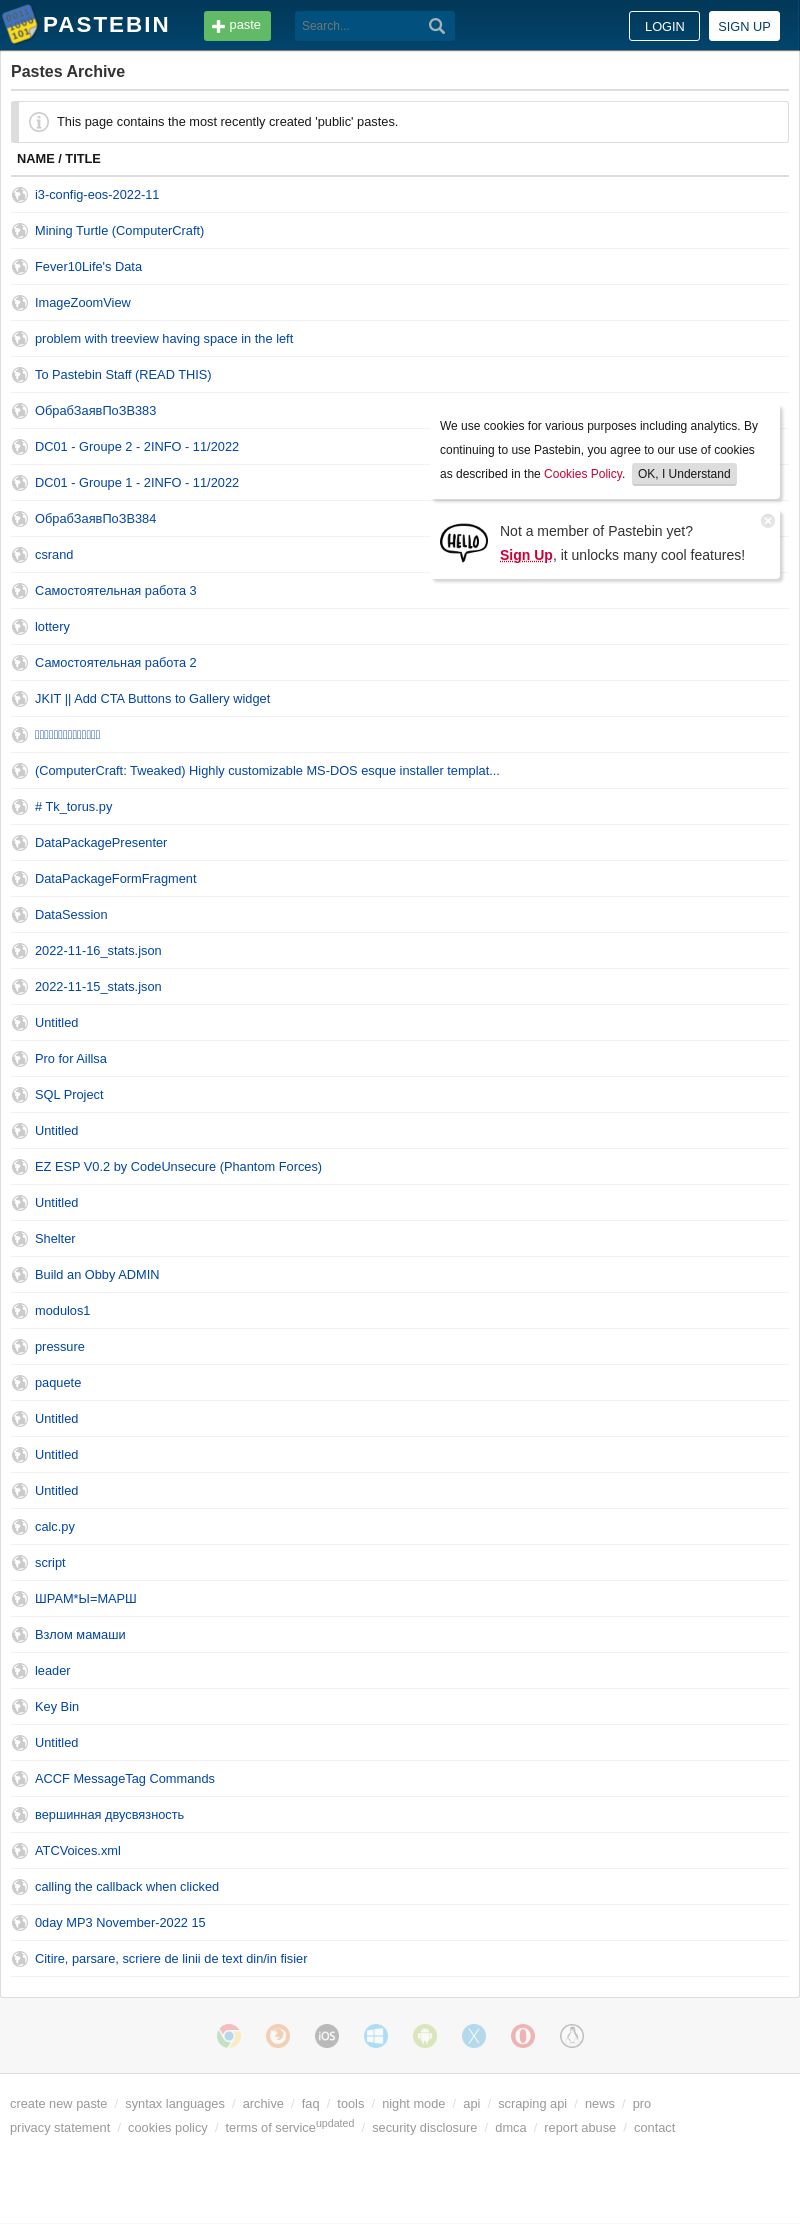 PASTEBIN
paste
Search...
LOGIN
SIGN UP
Pastes Archive
This page contains the most recently created 'public' pastes.
NAME / TITLE
i3-config-eos-2022-11
Mining Turtle (ComputerCraft)
Fever10Life's Data
ImageZoomView
problem with treeview having space in the left
To Pastebin Staff (READ THIS)
ОбрабЗаявПоЗВ383
DC01 - Groupe 2 - 2INFO - 11/2022
DC01 - Groupe 1 - 2INFO - 11/2022
ОбрабЗаявПоЗВ384
csrand
We use cookies for various purposes including analytics. By
continuing to use Pastebin, you agree to our use of cookies
as described in the Cookies Policy. OK, I Understand
HELLO
Not a member of Pastebin yet?
Sign Up, it unlocks many cool features!
Самостоятельная работа 3
lottery
Самостоятельная работа 2
JKIT || Add CTA Buttons to Gallery widget
(ComputerCraft: Tweaked) Highly customizable MS-DOS esque installer templat...
# Tk_torus.py
DataPackagePresenter
DataPackageFormFragment
DataSession
2022-11-16_stats.json
2022-11-15_stats.json
Untitled
Pro for Aillsa
SQL Project
Untitled
EZ ESP V0.2 by CodeUnsecure (Phantom Forces)
Untitled
Shelter
Build an Obby ADMIN
modulos1
pressure
paquete
Untitled
Untitled
Untitled
calc.py
script
ШРАМ*Ы=МАРШ
Взлом мамаши
leader
Key Bin
Untitled
ACCF MessageTag Commands
вершинная двусвязность
ATCVoices.xml
calling the callback when clicked
0day MP3 November-2022 15
Citire, parsare, scriere de linii de text din/in fisier
iOS
create new paste / syntax languages / archive / faq / tools / night mode / api / scraping api / news / pro
privacy statement / cookies policy / terms of serviceupdated / security disclosure / dmca / report abuse / contact